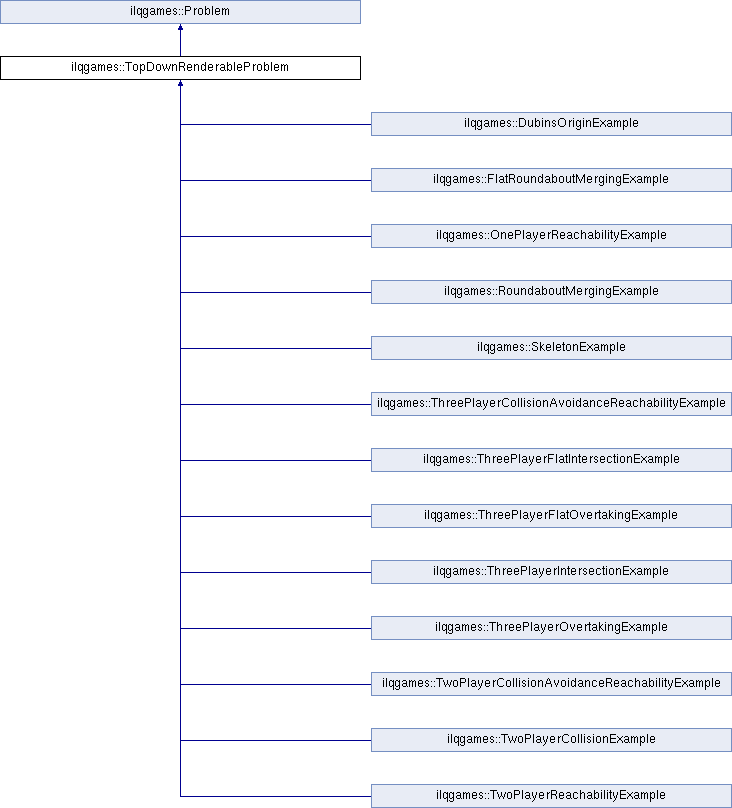 ilqgames::Problem
ilqgames::TopDownRenderableProblem
ilqgames::DubinsOriginExample
ilqgames::FlatRoundaboutMergingExample
ilqgames::OnePlayerReachabilityExample
ilqgames::RoundaboutMergingExample
ilqgames::SkeletonExample
ilqgames::ThreePlayerCollisionAvoidanceReachabilityExample
ilqgames::ThreePlayerFlatIntersectionExample
ilqgames::ThreePlayerFlatOvertakingExample
ilqgames::ThreePlayerIntersectionExample
ilqgames::ThreePlayerOvertakingExample
ilqgames::TwoPlayerCollisionAvoidanceReachabilityExample
ilqgames::TwoPlayerCollisionExample
ilqgames::TwoPlayerReachabilityExample